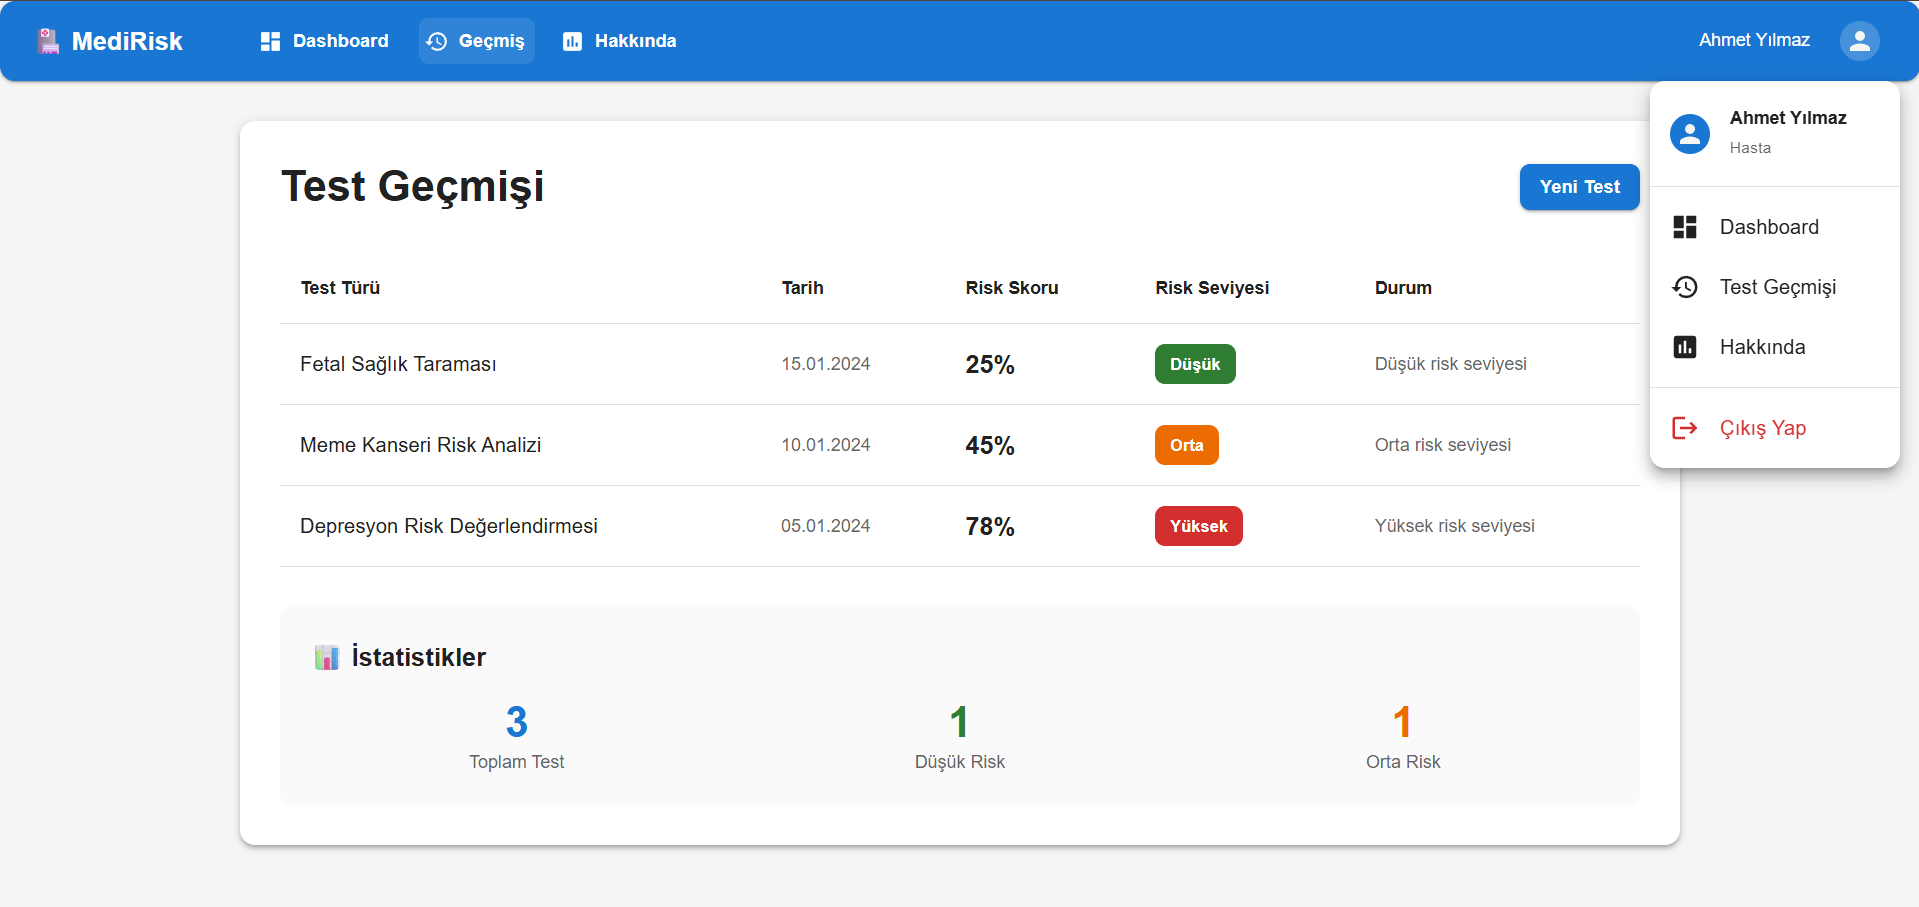 MediRisk Dashboard Geçmiş Hakkında Ahmet Yılmaz
Ahmet Yılmaz
Hasta
Dashboard
Test Geçmişi
Hakkında
Çıkış Yap
Test Geçmişi
Yeni Test
Test Türü Tarih Risk Skoru Risk Seviyesi Durum
Fetal Sağlık Taraması 15.01.2024 25% Düşük Düşük risk seviyesi
Meme Kanseri Risk Analizi 10.01.2024 45% Orta Orta risk seviyesi
Depresyon Risk Değerlendirmesi 05.01.2024 78% Yüksek Yüksek risk seviyesi
İstatistikler
3 1 1
Toplam Test Düşük Risk Orta Risk